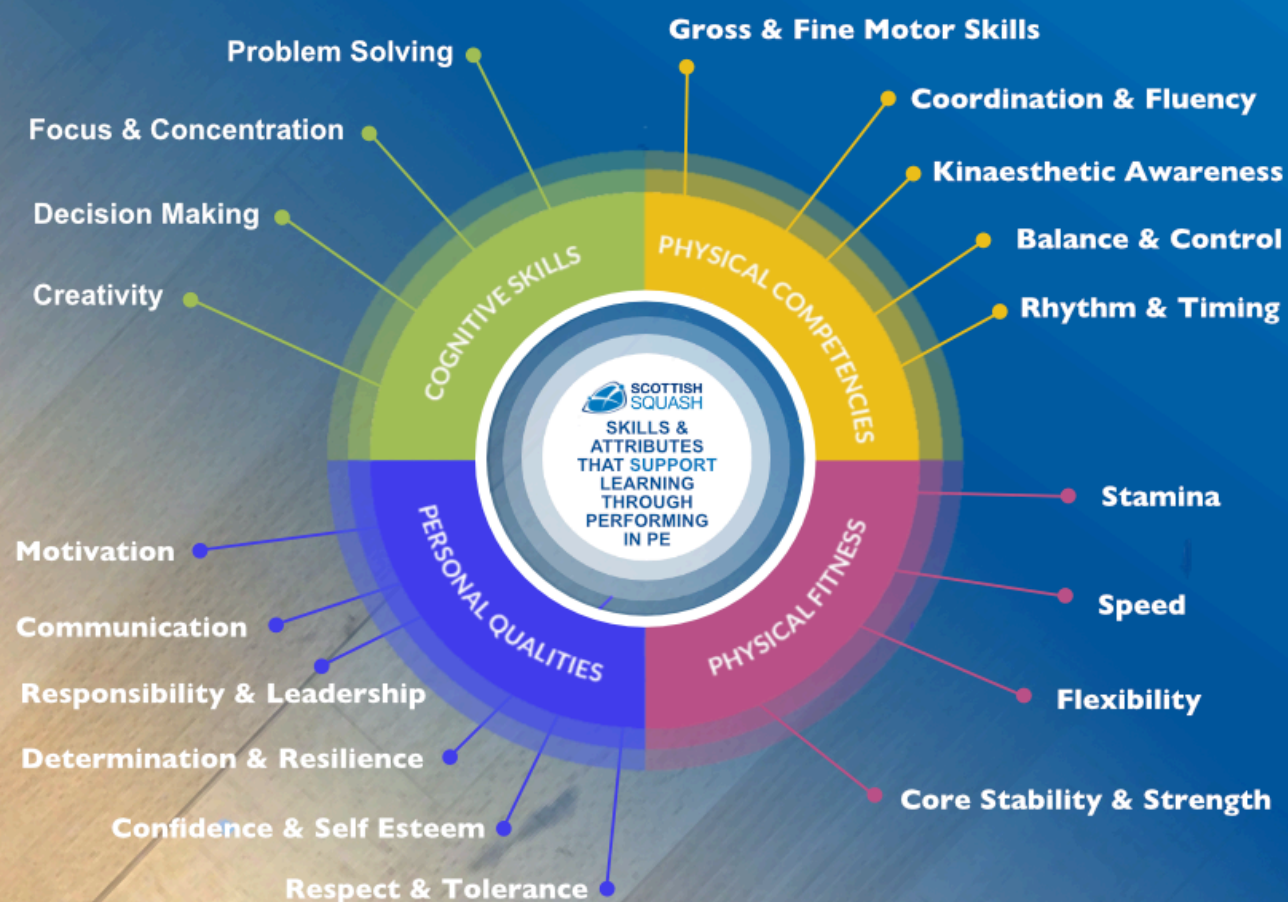 Problem Solving
Focus & Concentration
Decision Making
Creativity
COGNITIVE SKILLS
Gross & Fine Motor Skills
Coordination & Fluency
Kinaesthetic Awareness
Balance & Control
Rhythm & Timing
PHYSICAL COMPETENCIES
SCOTTISH
SQUASH
SKILLS &
ATTRIBUTES
THAT SUPPORT
LEARNING
THROUGH
PERFORMING
IN PE
PERSONAL QUALITIES
Motivation
Communication
Responsibility & Leadership
Determination & Resilience
Confidence & Self Esteem
Respect & Tolerance
PHYSICAL FITNESS
Stamina
Speed
Flexibility
Core Stability & Strength